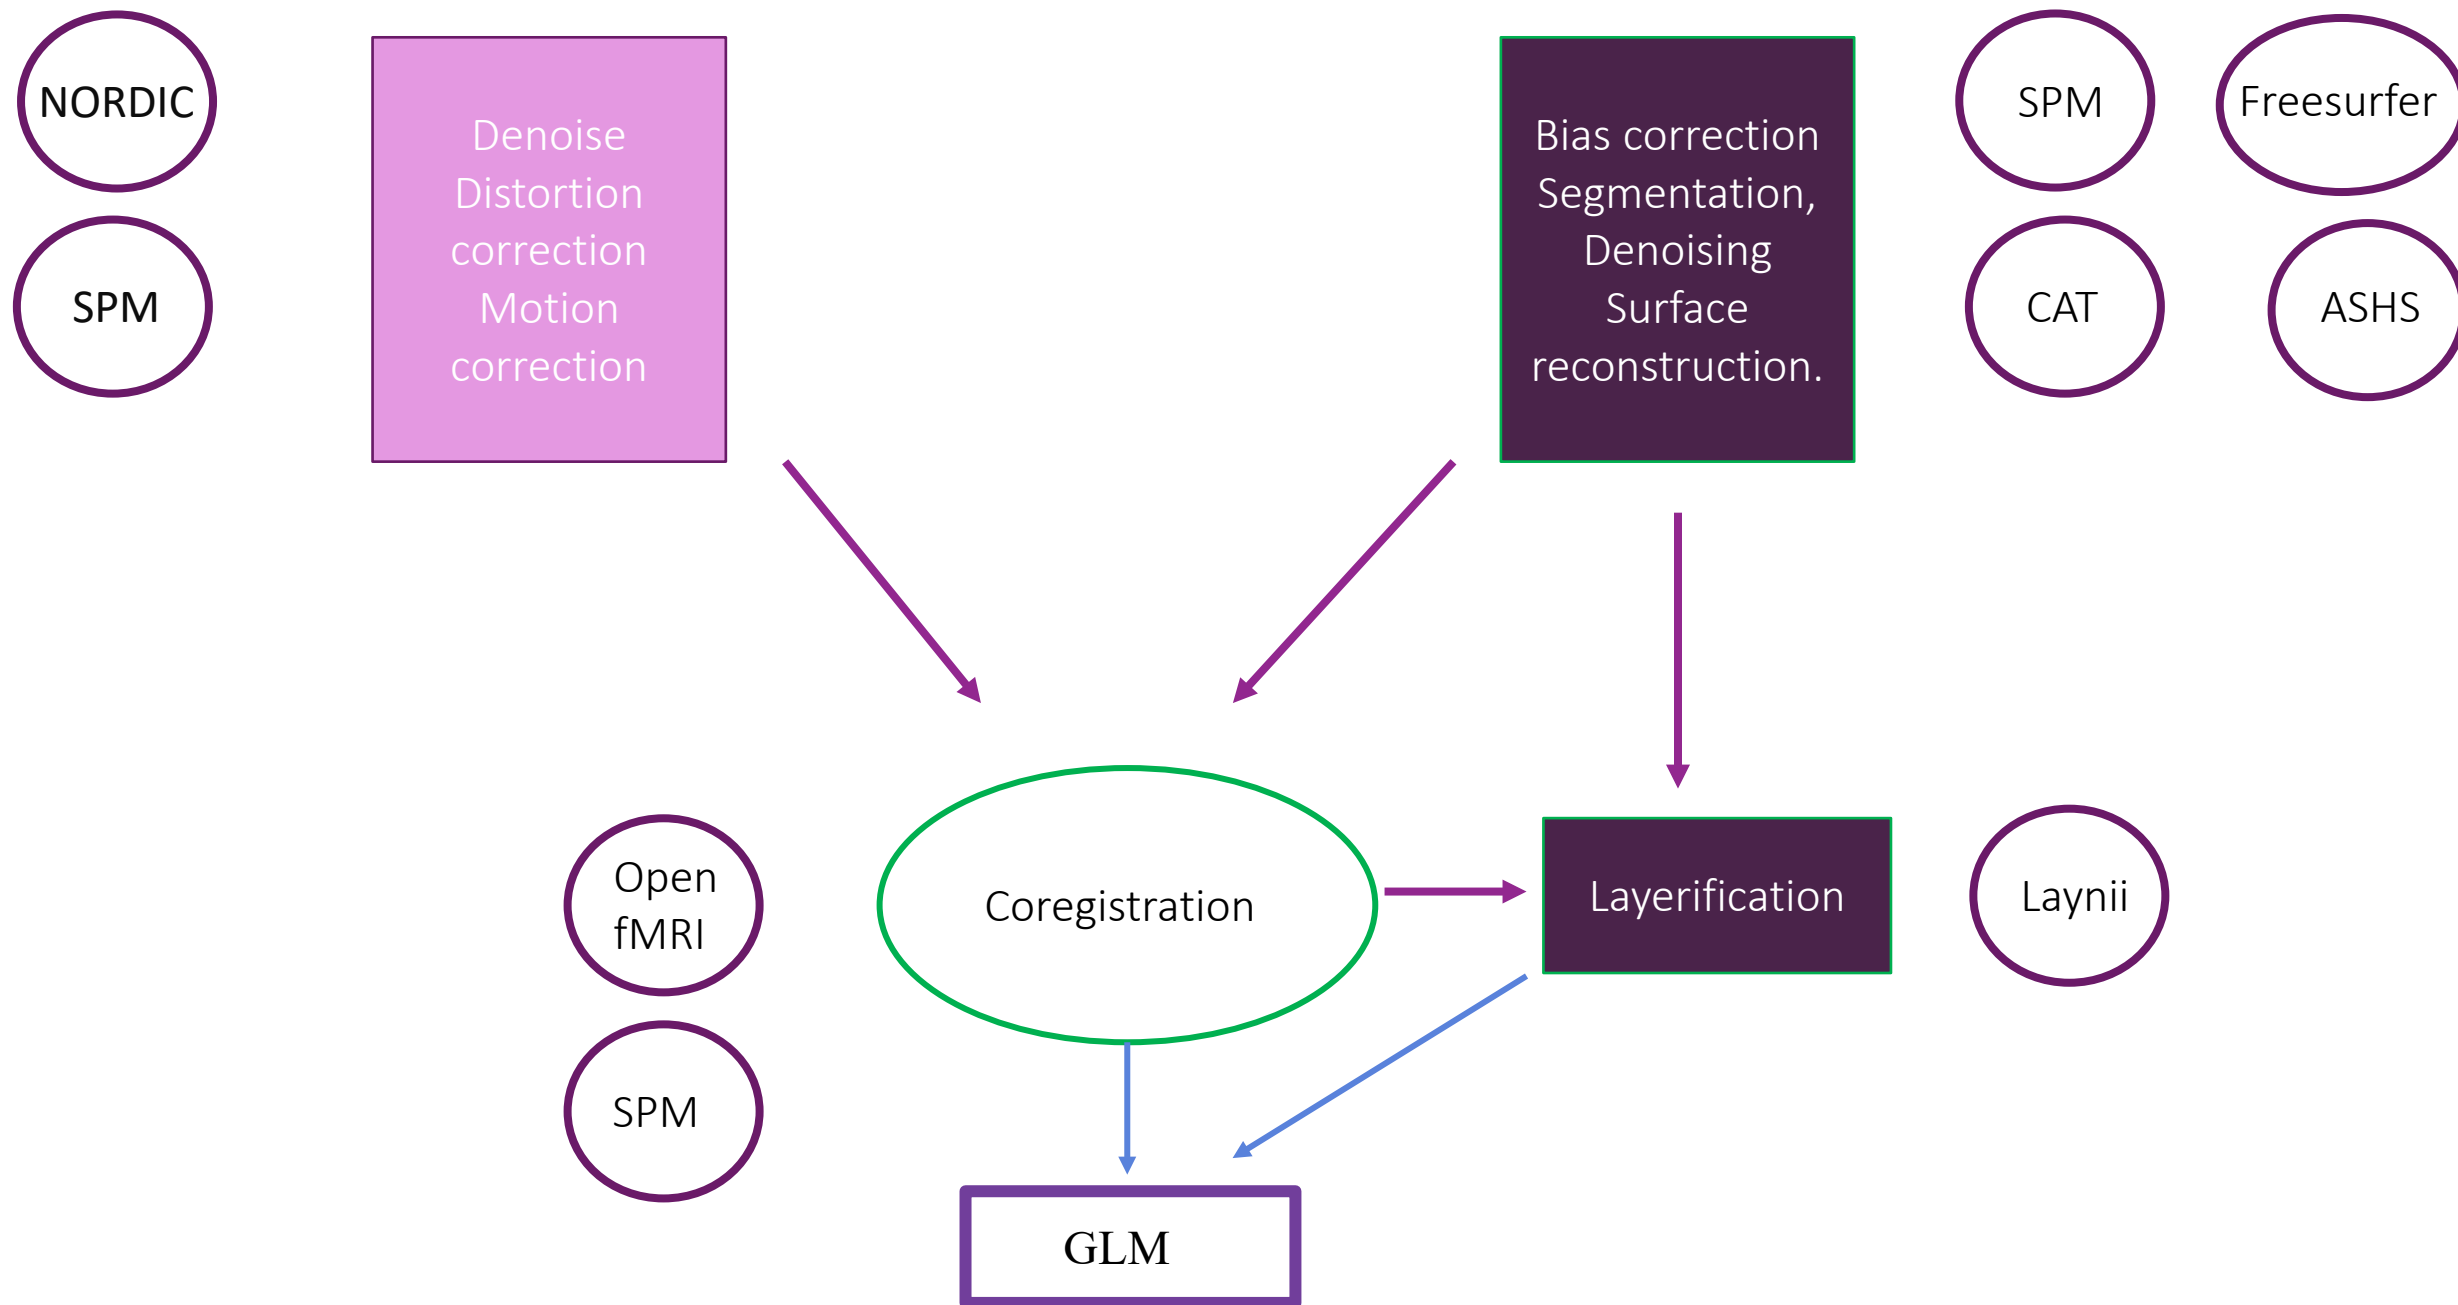 NORDIC
SPM
Denoise
Distortion
correction
Motion
correction
Bias correction
Segmentation,
Denoising
Surface
reconstruction.
SPM
Freesurfer
CAT
ASHS
Open
fMRI
SPM
Coregistration
Layerification
Laynii
GLM